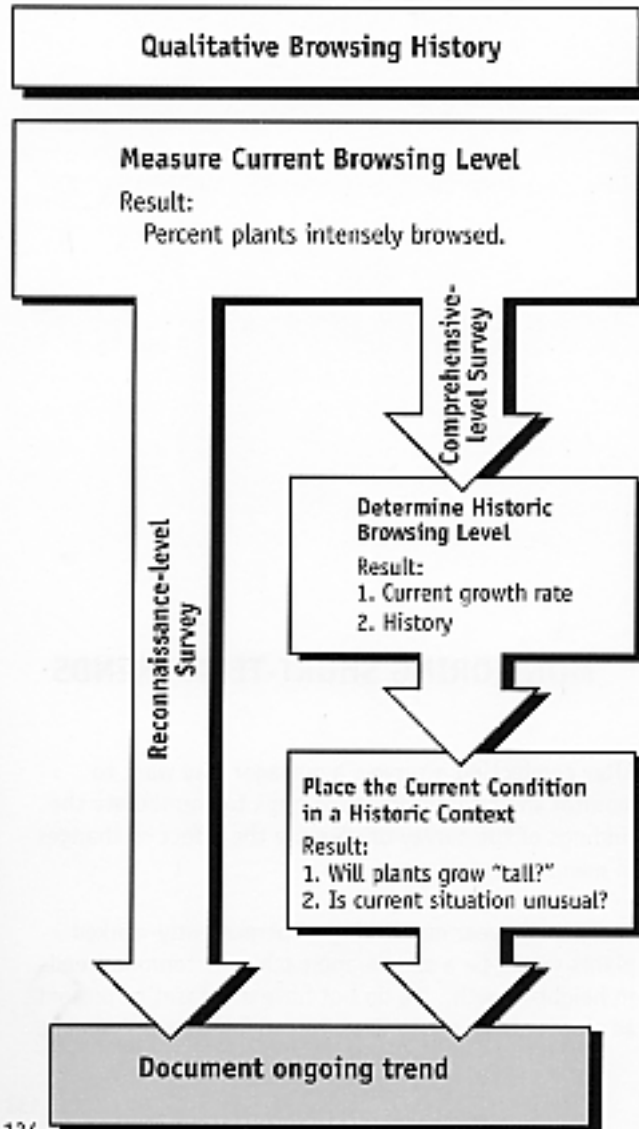 Qualitative Browsing History
Measure Current Browsing Level
Result:
Percent plants intensely browsed.
Comprehensive-
level Survey
Reconnaissance-level
Survey
Determine Historic
Browsing Level
Result:
1. Current growth rate
2. History
Place the Current Condition
in a Historic Context
Result:
1. Will plants grow "tall?"
2. Is current situation unusual?
Document ongoing trend